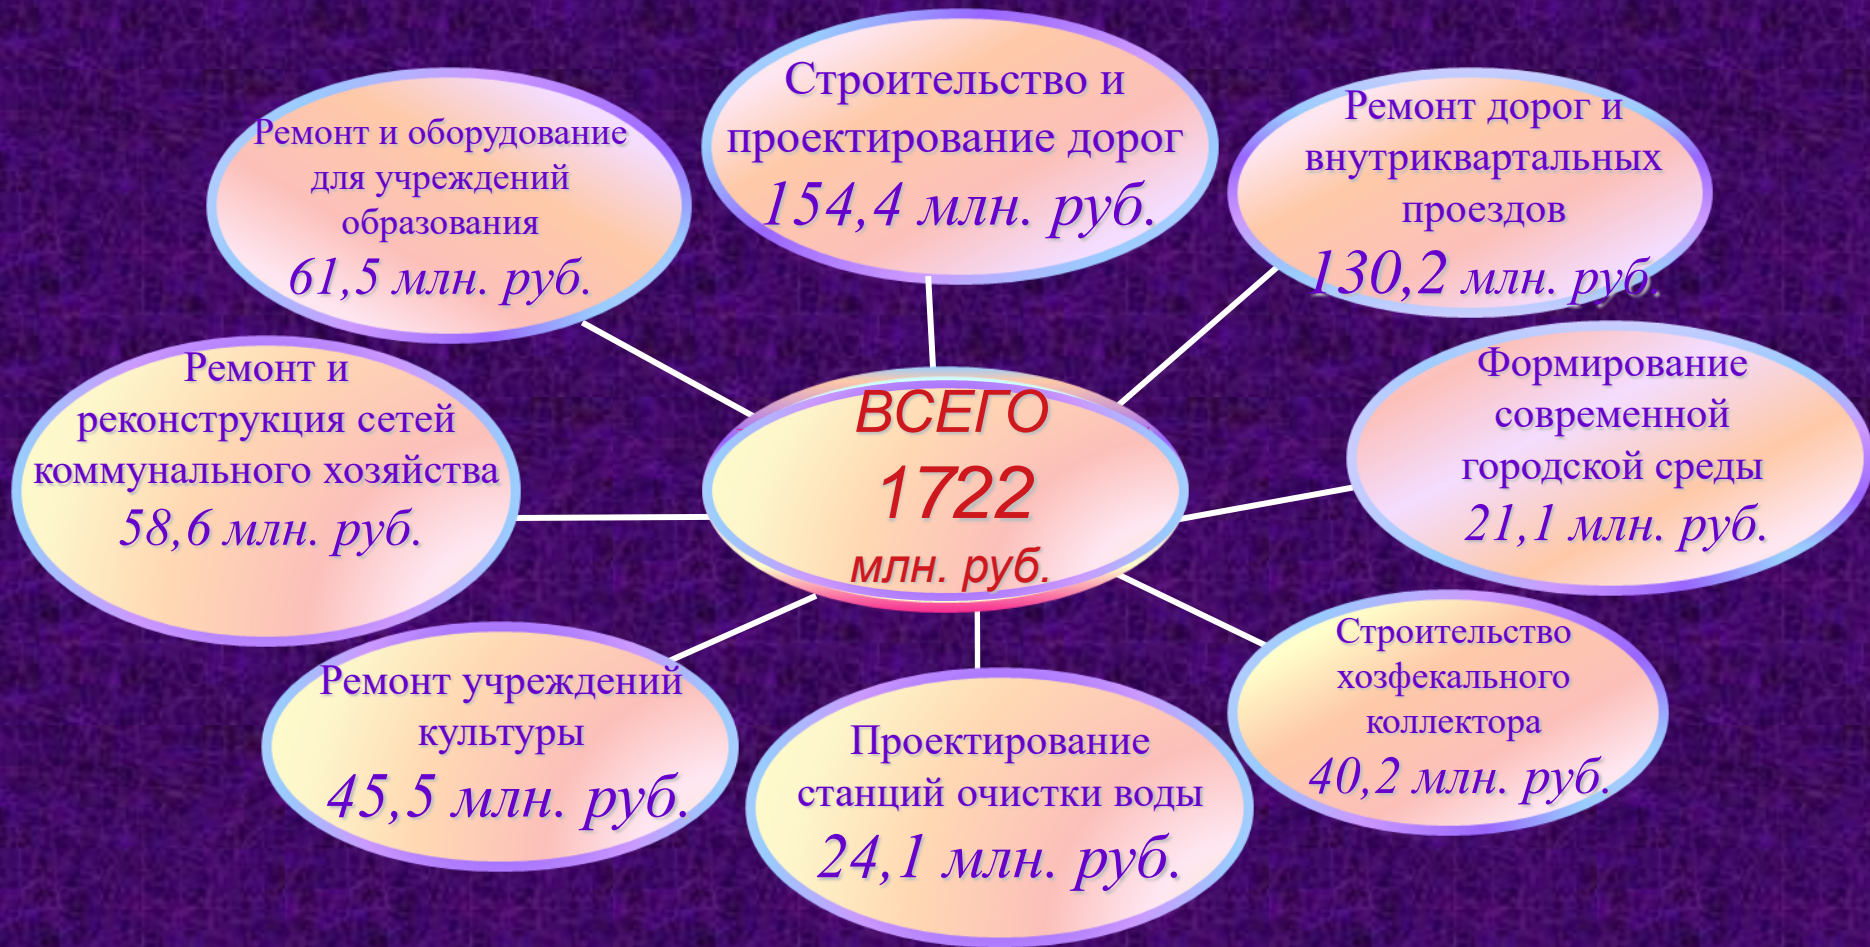 Строительство и
проектирование дорог
154,4 млн. руб.
Ремонт и оборудование
для учреждений
образования
61,5 млн. руб.
Ремонт дорог и
внутриквартальных
проездов
130,2 млн. руб.
Ремонт и
реконструкция сетей
коммунального хозяйства
58,6 млн. руб.
ВСЕГО
1722
млн. руб.
Формирование
современной
городской среды
21,1 млн. руб.
Ремонт учреждений
культуры
45,5 млн. руб.
Проектирование
станций очистки воды
24,1 млн. руб.
Строительство
хозфекального
коллектора
40,2 млн. руб.